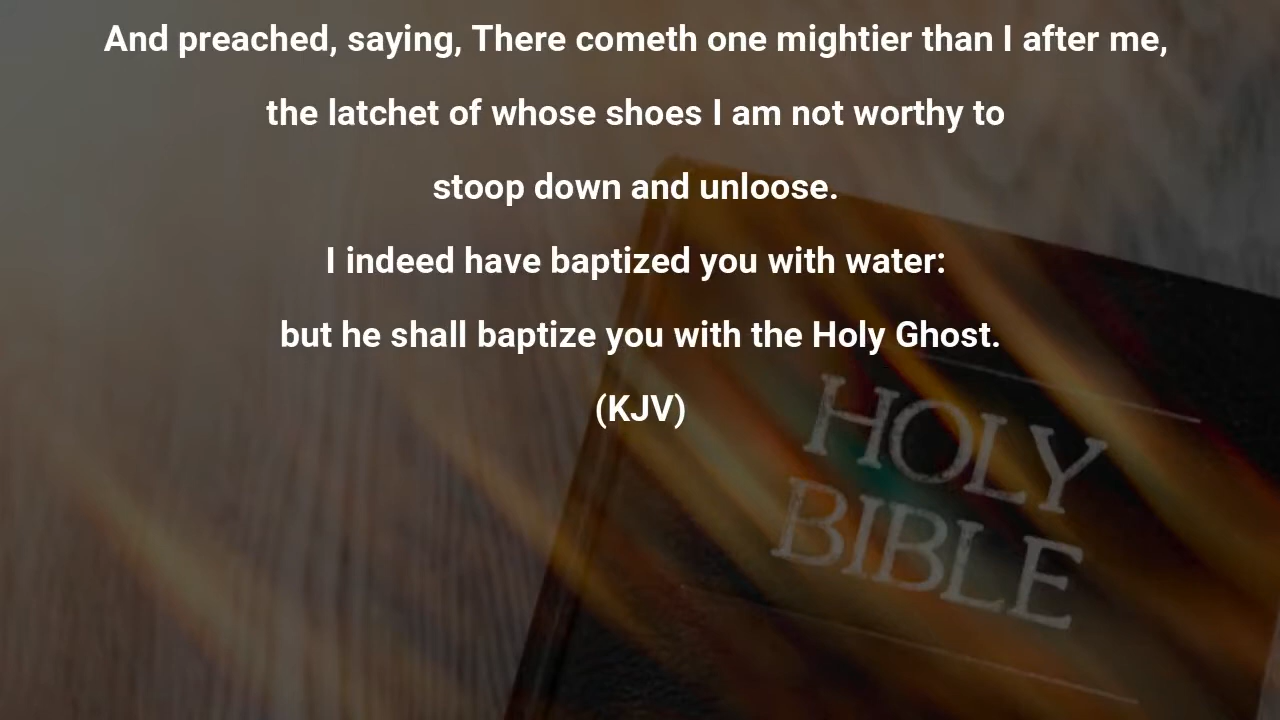 And preached, saying, There cometh one mightier than I after me,
the latchet of whose shoes I am not worthy to
stoop down and unloose.
I indeed have baptized you with water:
but he shall baptize you with the Holy Ghost.
(KJV)
HOLY
BIBLE